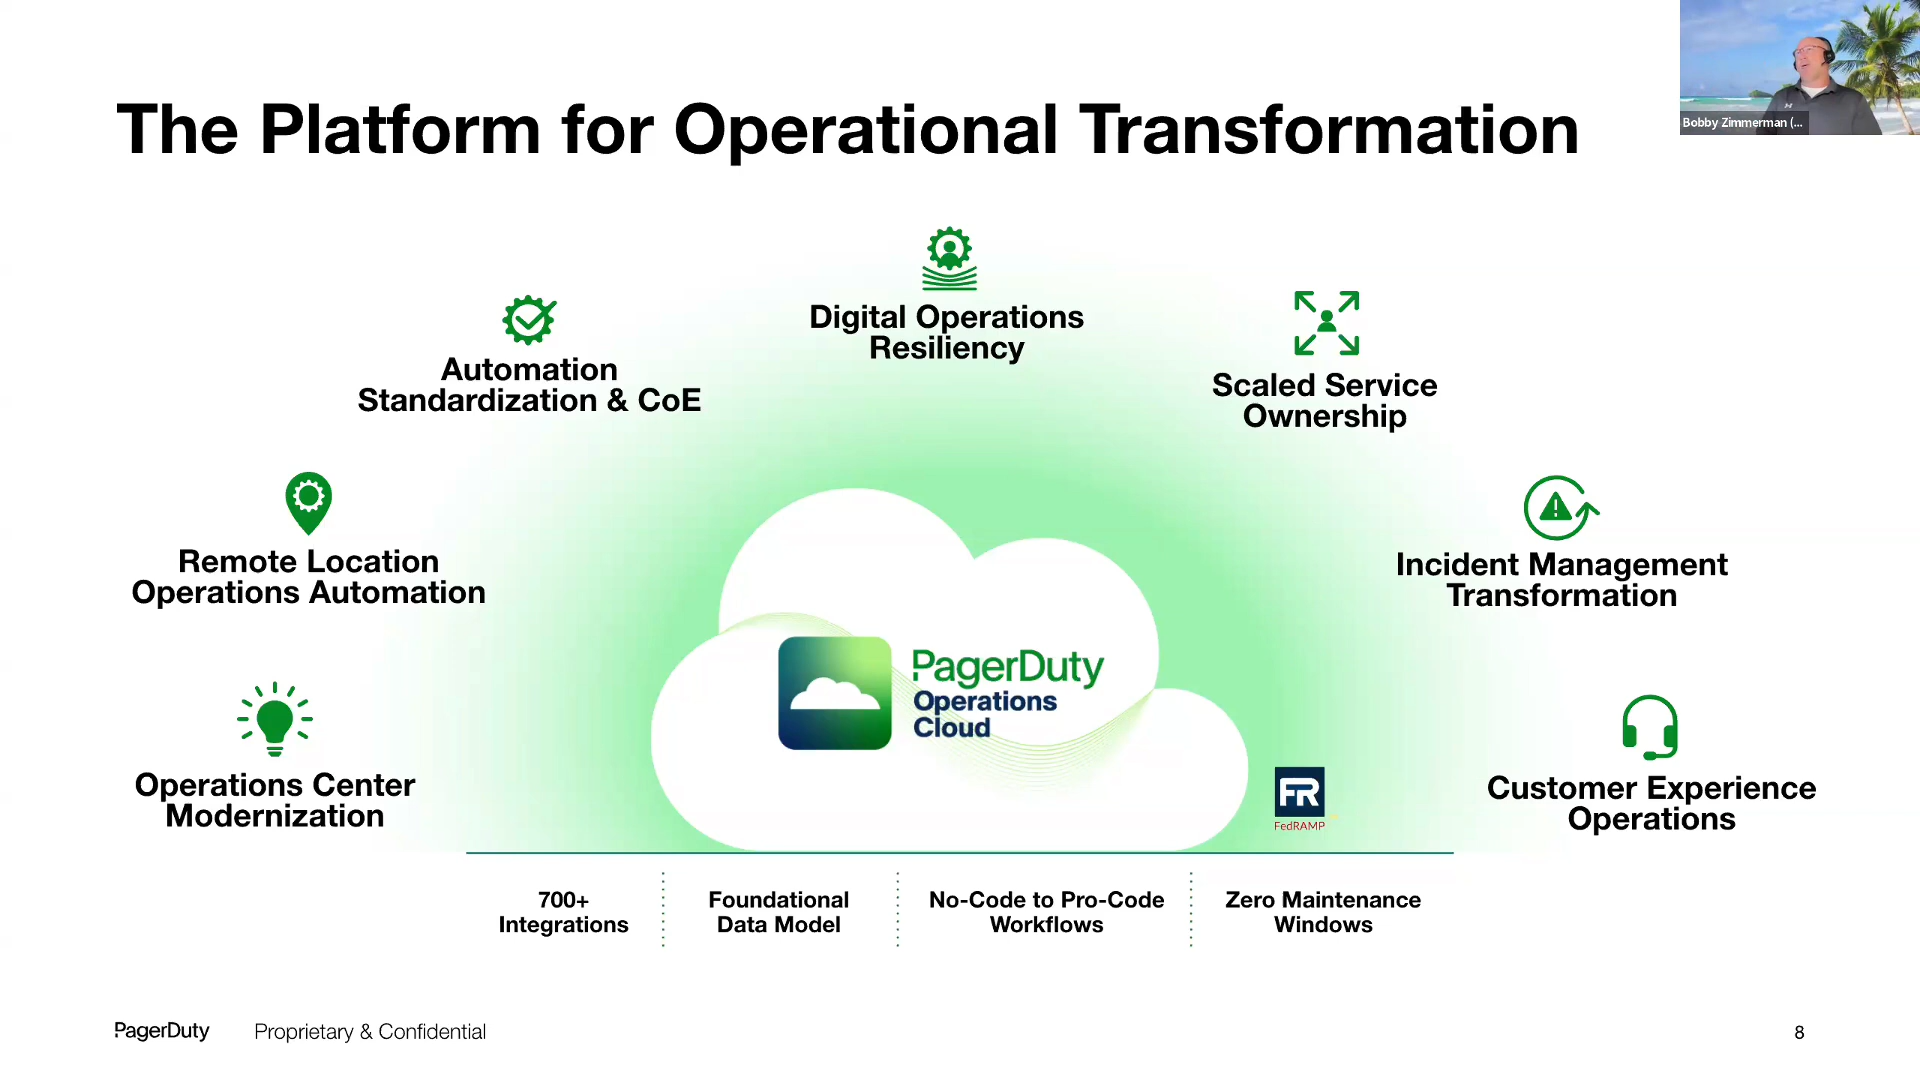 The Platform for Operational Transformation
Bobby Zimmerman (...
Digital Operations
Resiliency
Automation
Standardization & CoE
Scaled Service
Ownership
Remote Location
Operations Automation
Incident Management
Transformation
Operations Center
Modernization
PagerDuty
Operations
Cloud
FR
FedRAMP
Customer Experience
Operations
700+
Integrations
Foundational
Data Model
No-Code to Pro-Code
Workflows
Zero Maintenance
Windows
PagerDuty
Proprietary & Confidential
8